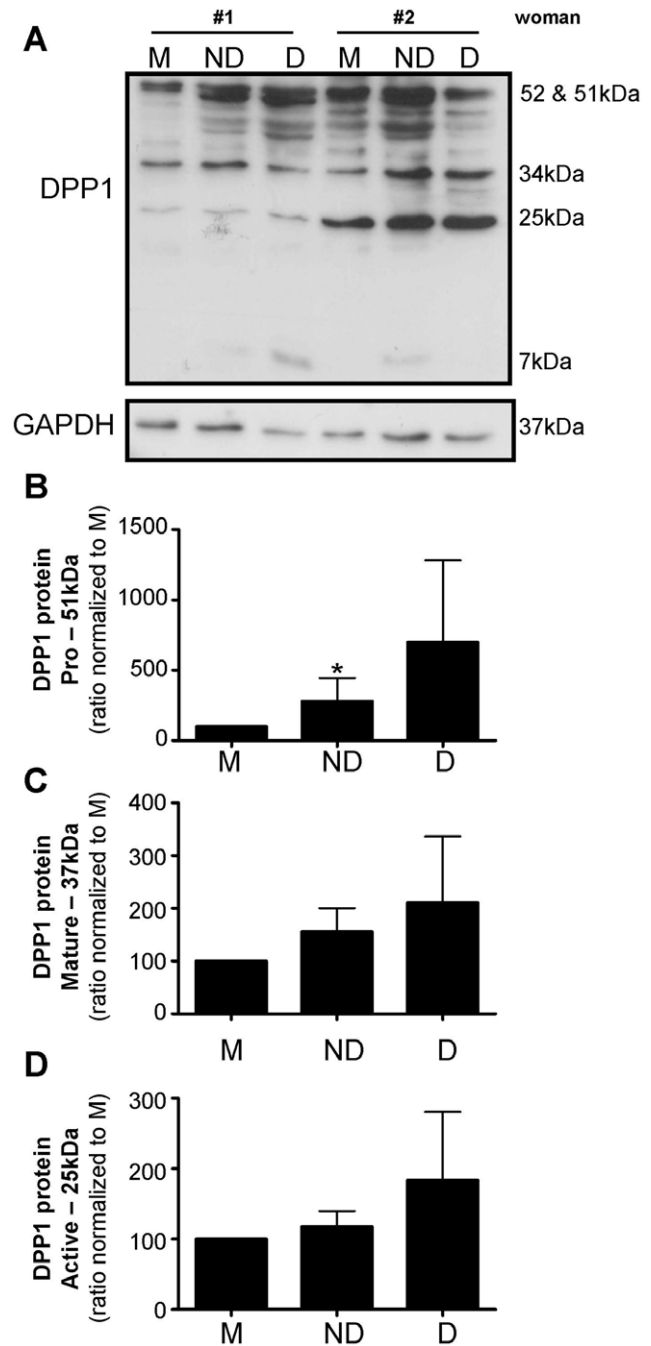 #1 #2 woman
A
M ND D M ND D
52 & 51kDa
DPP1
34kDa
25kDa
7kDa
GAPDH
37kDa
B
DPP1 protein
Pro – 51kDa
(ratio normalized to M)
1500
1000
500
0
*
M ND D
C
DPP1 protein
Mature – 37kDa
(ratio normalized to M)
400
300
200
100
0
M ND D
D
DPP1 protein
Active – 25kDa
(ratio normalized to M)
300
200
100
0
M ND D